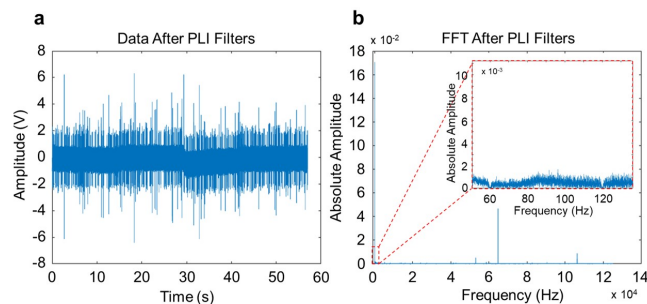 a
Data After PLI Filters
8
6
4
2
0
-2
-4
-6
-8
Amplitude (V)
0 10 20 30 40 50 60
Time (s)
b
x 10⁻²
FFT After PLI Filters
18
16
14
12
10
8
6
4
2
0
Absolute Amplitude
0 2 4 6 8 10 12 14
Frequency (Hz)
x 10⁴
x 10⁻³
10
8
6
4
2
0
Absolute Amplitude
60 80 100 120
Frequency (Hz)